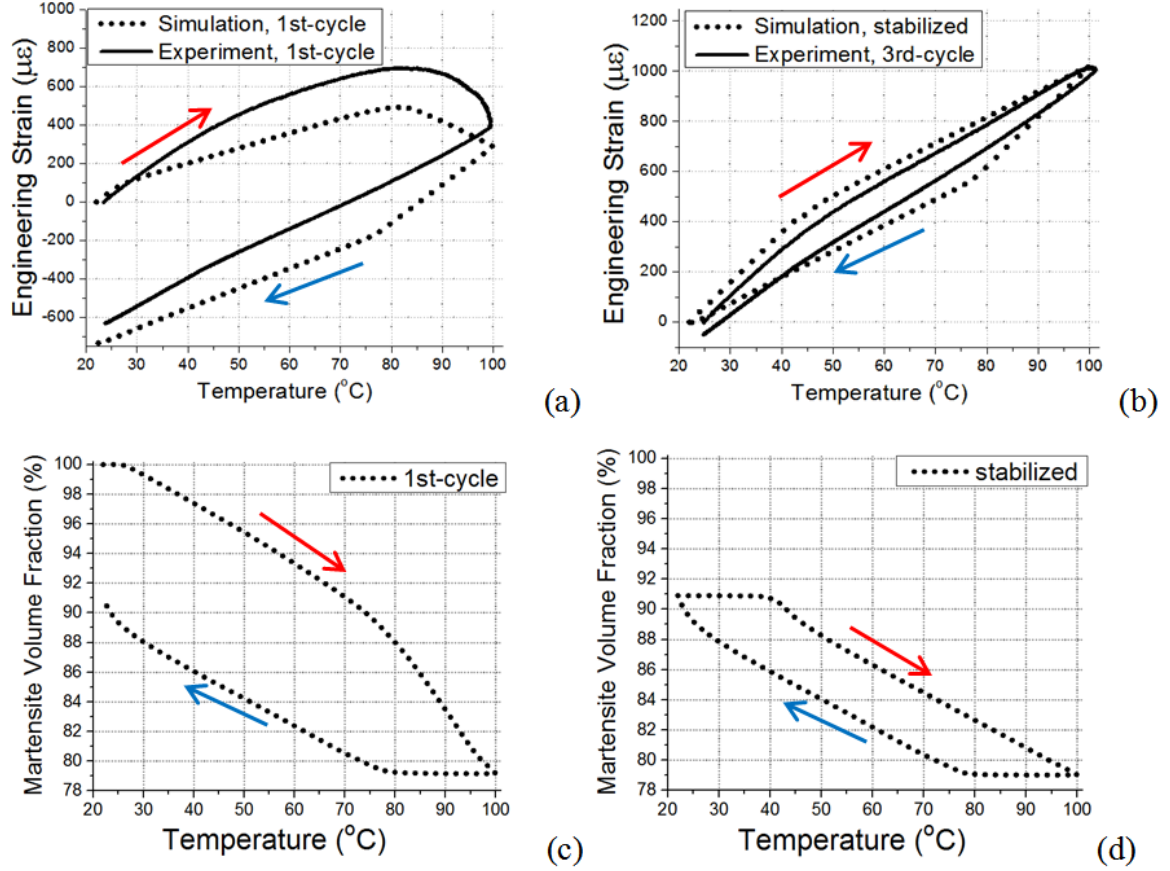 Simulation, 1st-cycle
Experiment, 1st-cycle
Engineering Strain (με)
1000
800
600
400
200
0
-200
-400
-600
20 30 40 50 60 70 80 90 100
Temperature (°C)
(a)
Simulation, stabilized
Experiment, 3rd-cycle
Engineering Strain (με)
1200
1000
800
600
400
200
0
20 30 40 50 60 70 80 90 100
Temperature (°C)
(b)
1st-cycle
Martensite Volume Fraction (%)
100
98
96
94
92
90
88
86
84
82
80
78
20 30 40 50 60 70 80 90 100
Temperature (°C)
(c)
stabilized
Martensite Volume Fraction (%)
100
98
96
94
92
91
88
86
84
82
80
78
20 30 40 50 60 70 80 90 100
Temperature (°C)
(d)